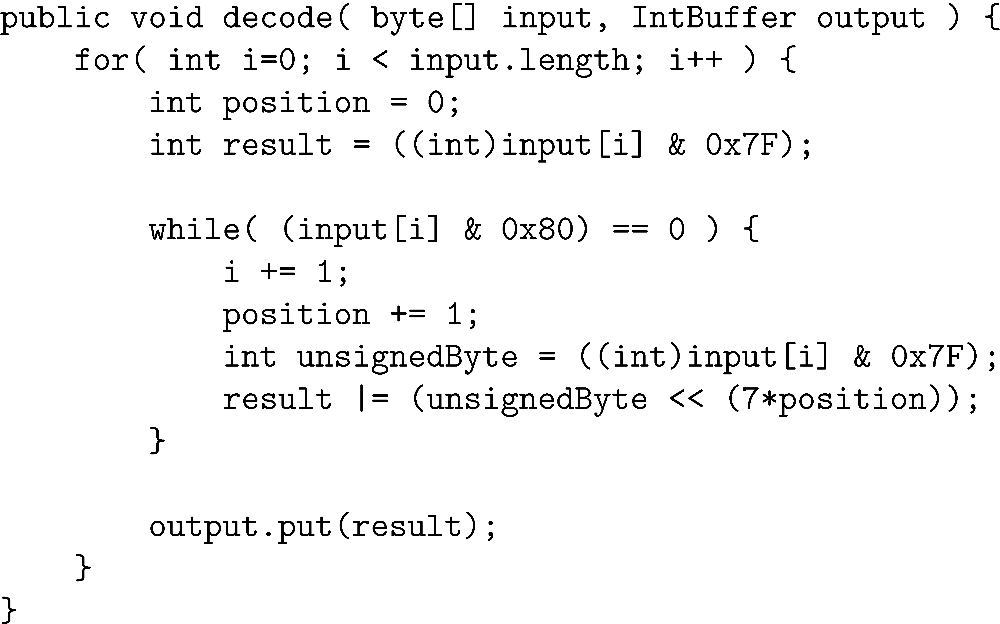 public void decode( byte[] input, IntBuffer output ) {
    for( int i=0; i < input.length; i++ ) {
        int position = 0;
        int result = ((int)input[i] & 0x7F);

        while( (input[i] & 0x80) == 0 ) {
            i += 1;
            position += 1;
            int unsignedByte = ((int)input[i] & 0x7F);
            result |= (unsignedByte << (7*position));
        }

        output.put(result);
    }
}